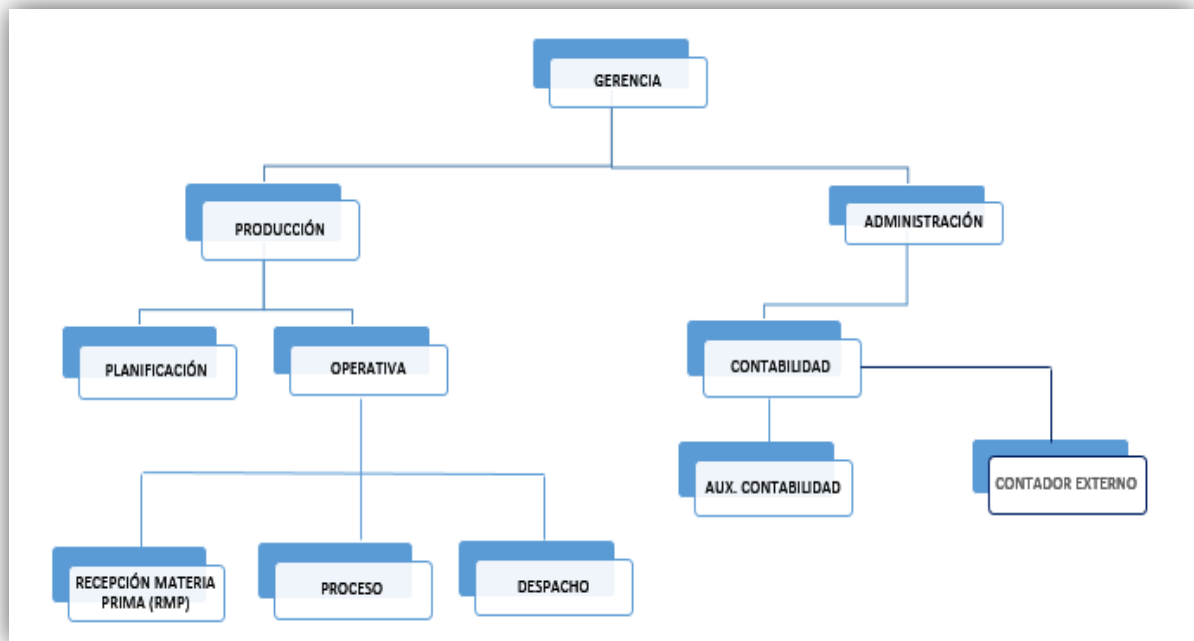 GERENCIA
PRODUCCIÓN
ADMINISTRACIÓN
PLANIFICACIÓN
OPERATIVA
CONTABILIDAD
AUX. CONTABILIDAD
CONTADOR EXTERNO
RECEPCIÓN MATERIA
PRIMA (RMP)
PROCESO
DESPACHO